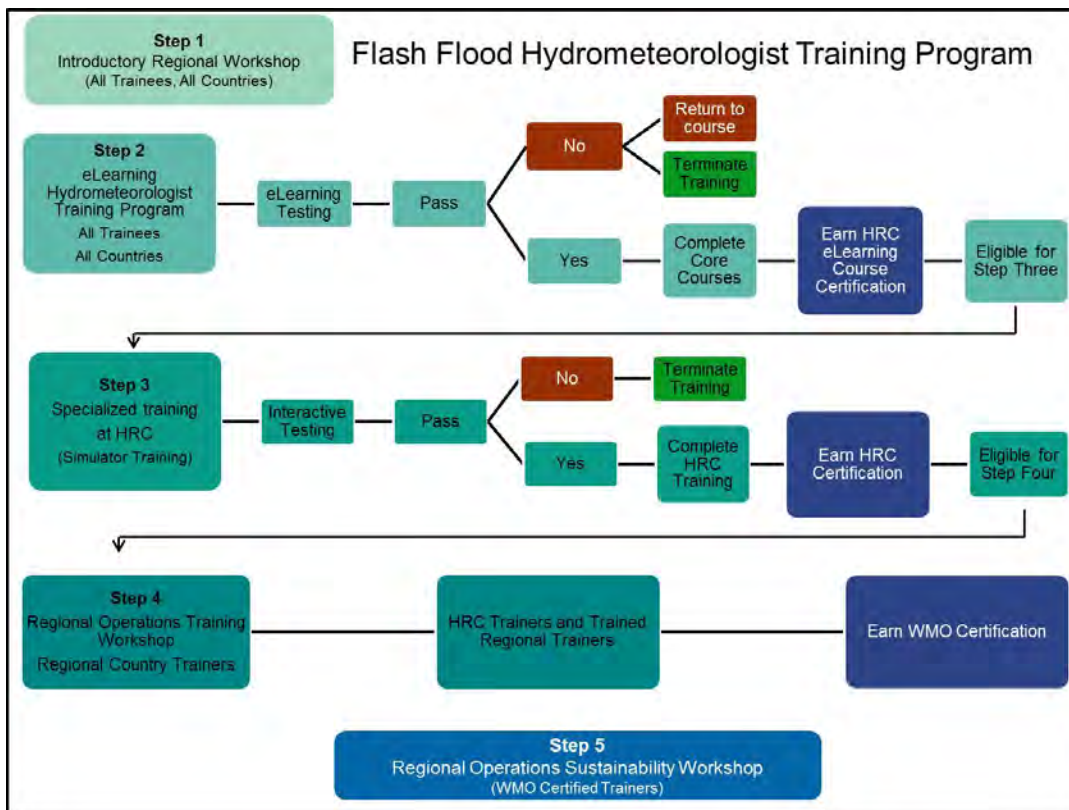 Step 1
Introductory Regional Workshop
(All Trainees, All Countries)
Flash Flood Hydrometeorologist Training Program
Step 2
eLearning
Hydrometeorologist
Training Program
All Trainees
All Countries
eLearning
Testing
Pass
No
Return to
course
Terminate
Training
Yes
Complete
Core
Courses
Earn HRC
eLearning
Course
Certification
Eligible for
Step Three
Step 3
Specialized training
at HRC
(Simulator Training)
Interactive
Testing
Pass
No
Terminate
Training
Yes
Complete
HRC
Training
Earn HRC
Certification
Eligible for
Step Four
Step 4
Regional Operations Training
Workshop
Regional Country Trainers
HRC Trainers and Trained
Regional Trainers
Earn WMO Certification
Step 5
Regional Operations Sustainability Workshop
(WMO Certified Trainers)